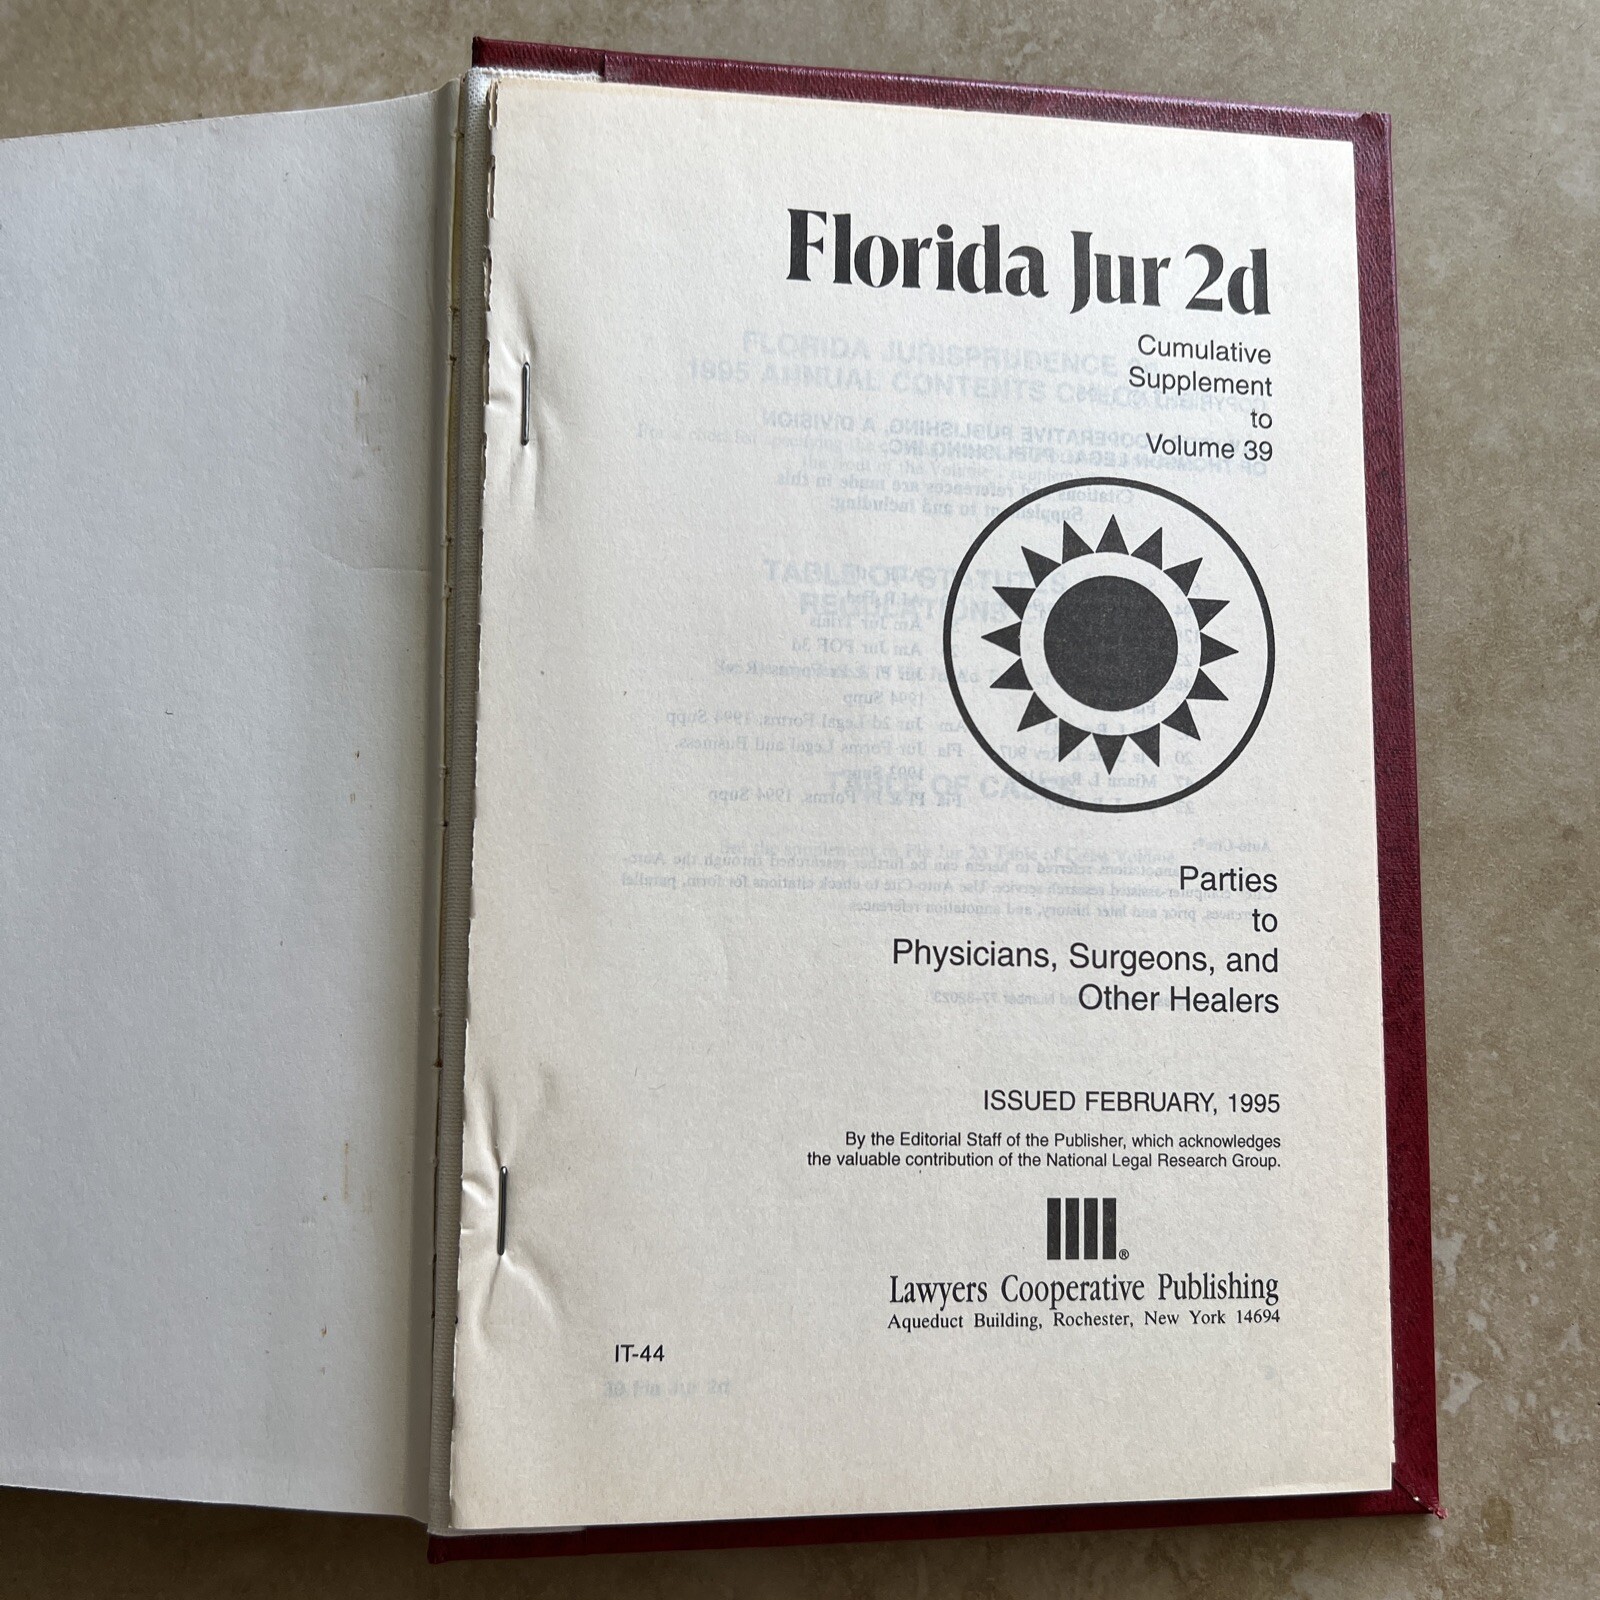 Florida Jur 2d
Cumulative
Supplement
to
Volume 39
Parties
to
Physicians, Surgeons, and
Other Healers
ISSUED FEBRUARY, 1995
By the Editorial Staff of the Publisher, which acknowledges
the valuable contribution of the National Legal Research Group.
®
Lawyers Cooperative Publishing
Aqueduct Building, Rochester, New York 14694
IT-44